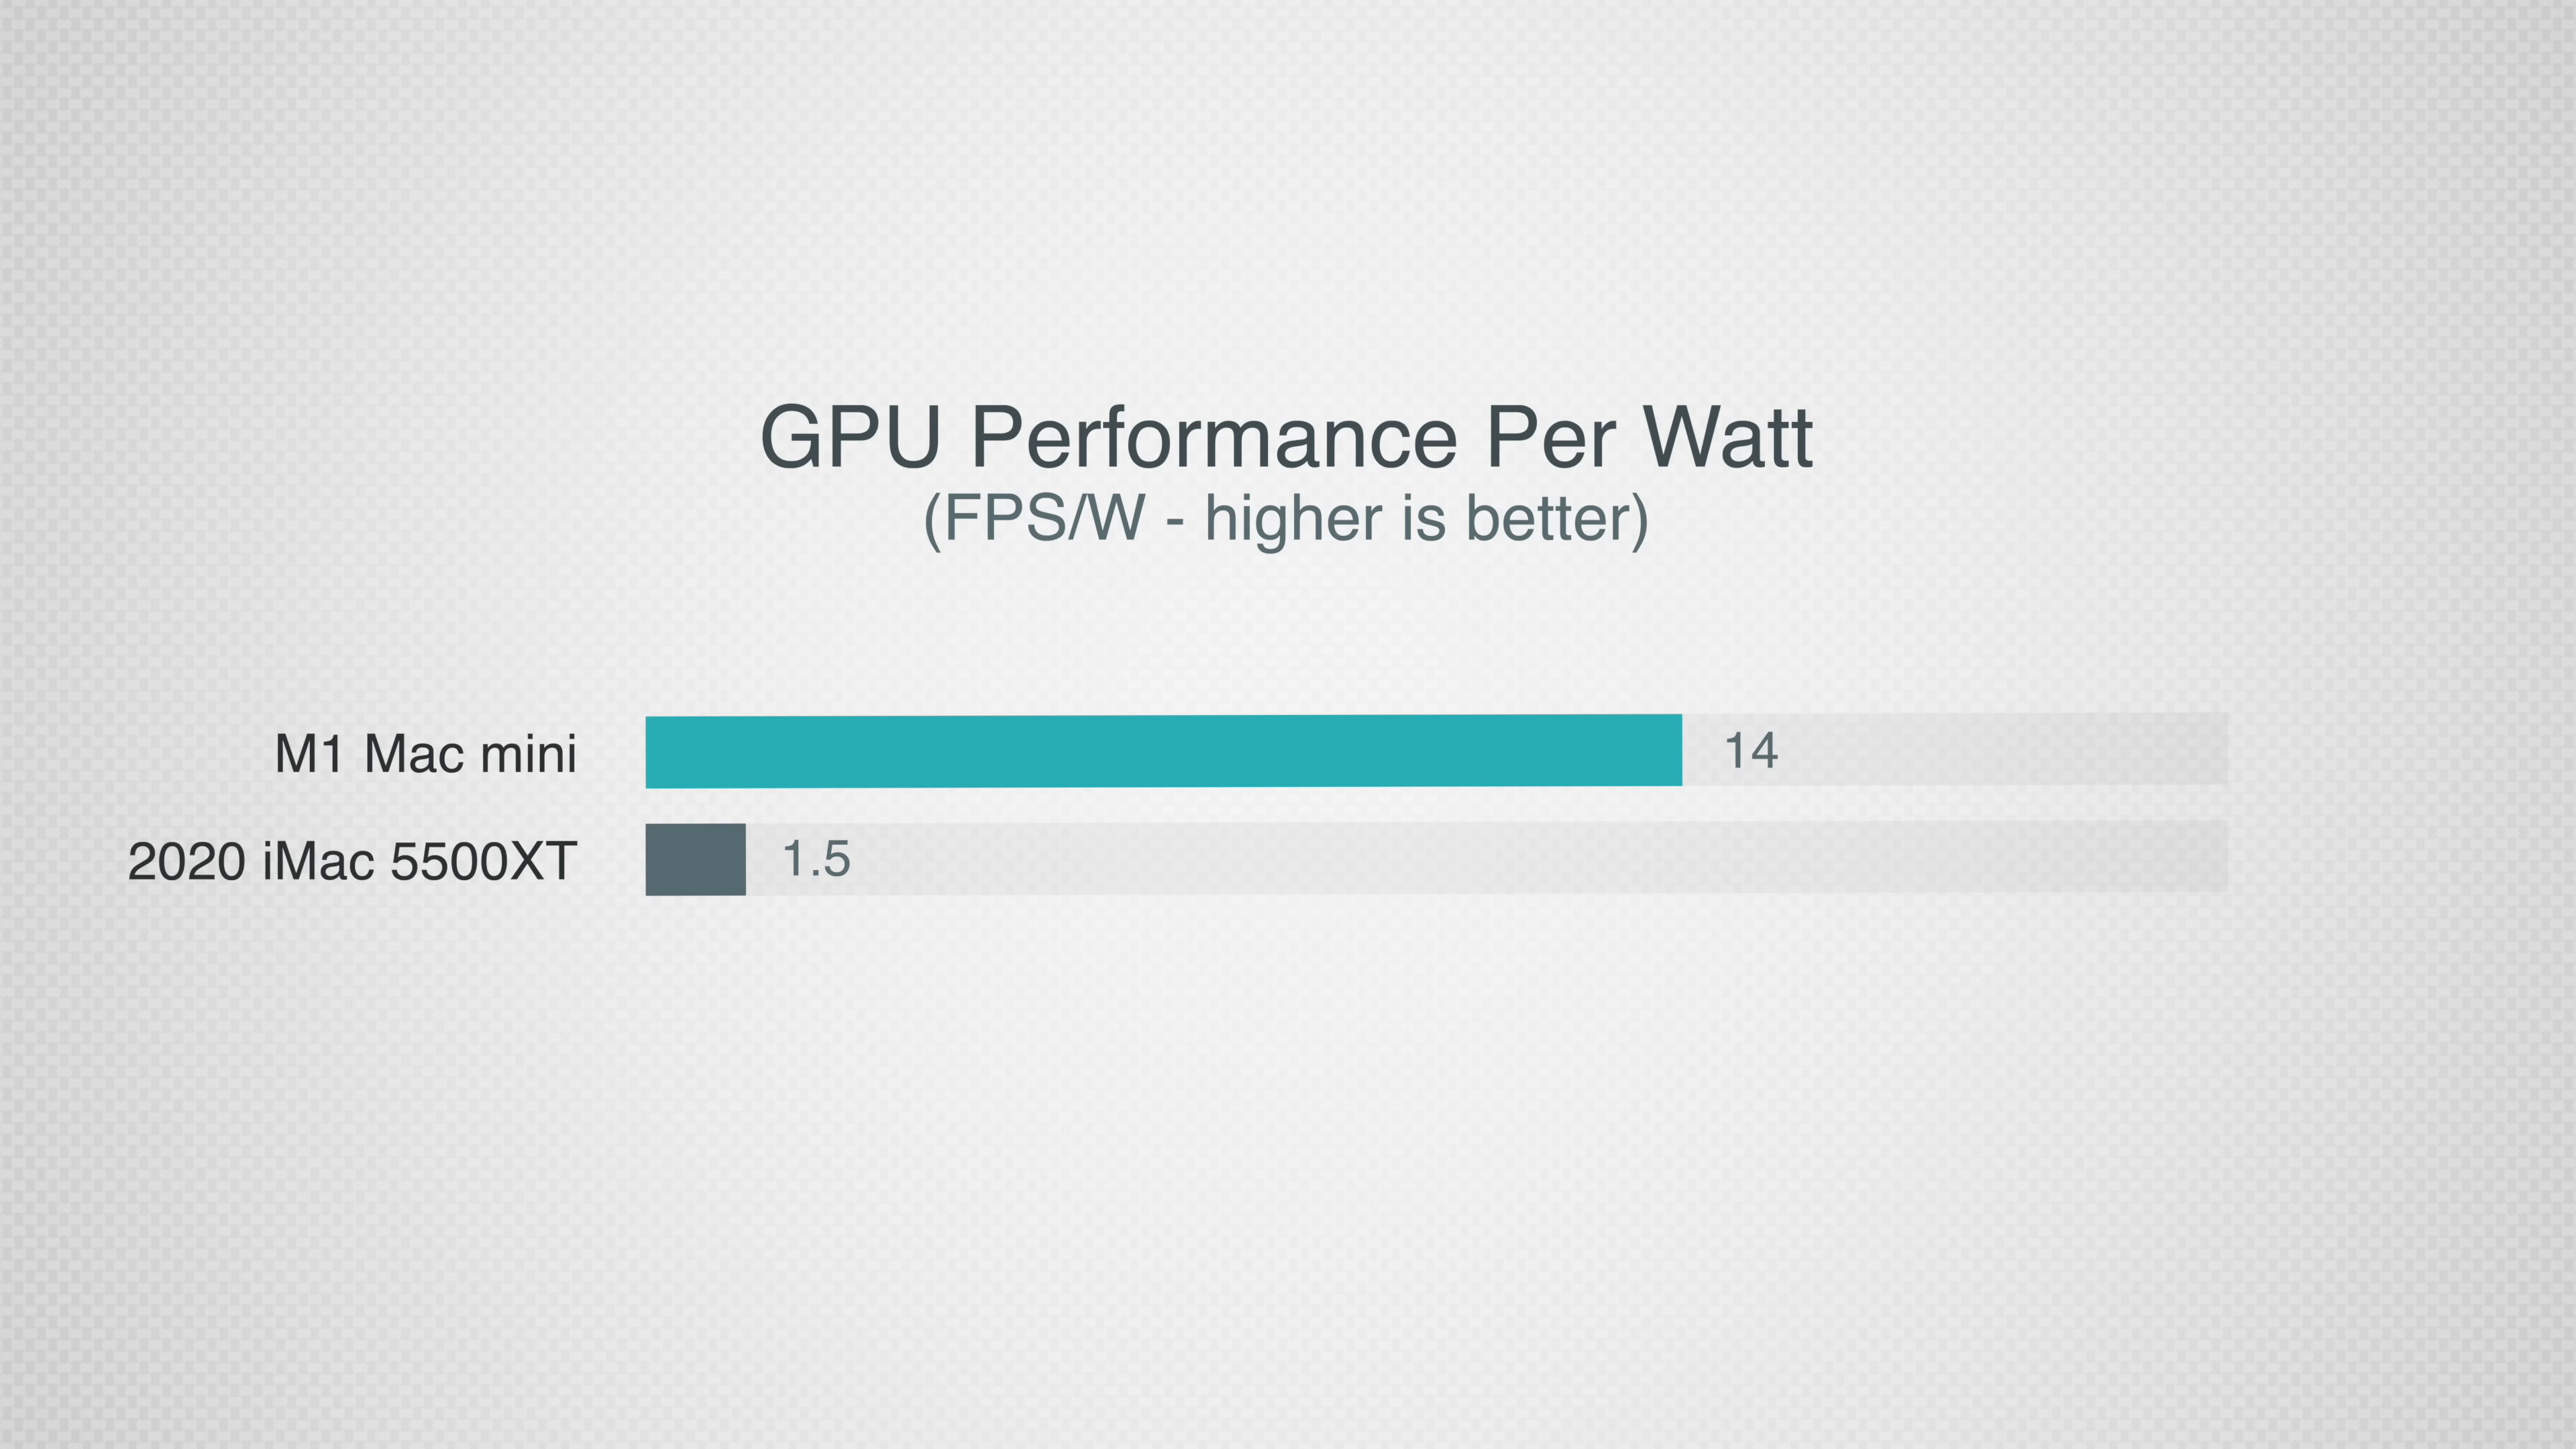 GPU Performance Per Watt
(FPS/W - higher is better)
M1 Mac mini 14
2020 iMac 5500XT 1.5